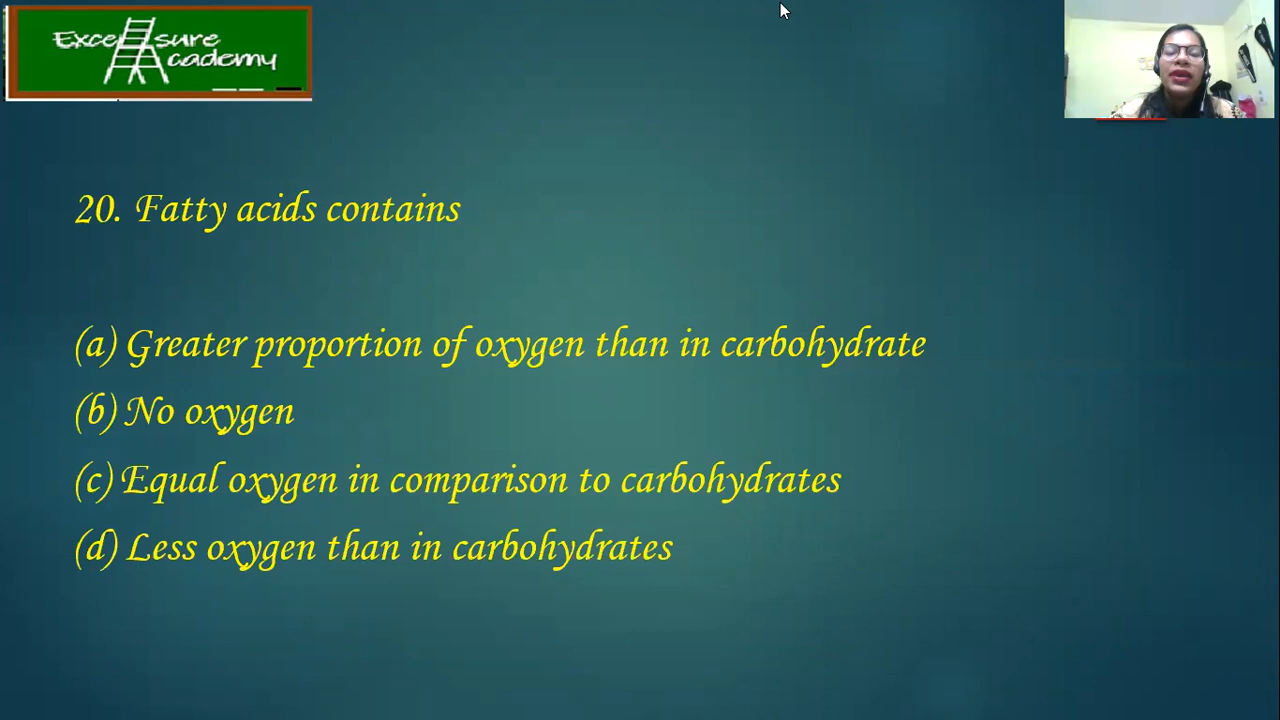 Excel sure
Academy
20. Fatty acids contains
(a) Greater proportion of oxygen than in carbohydrate
(b) No oxygen
(c) Equal oxygen in comparison to carbohydrates
(d) Less oxygen than in carbohydrates